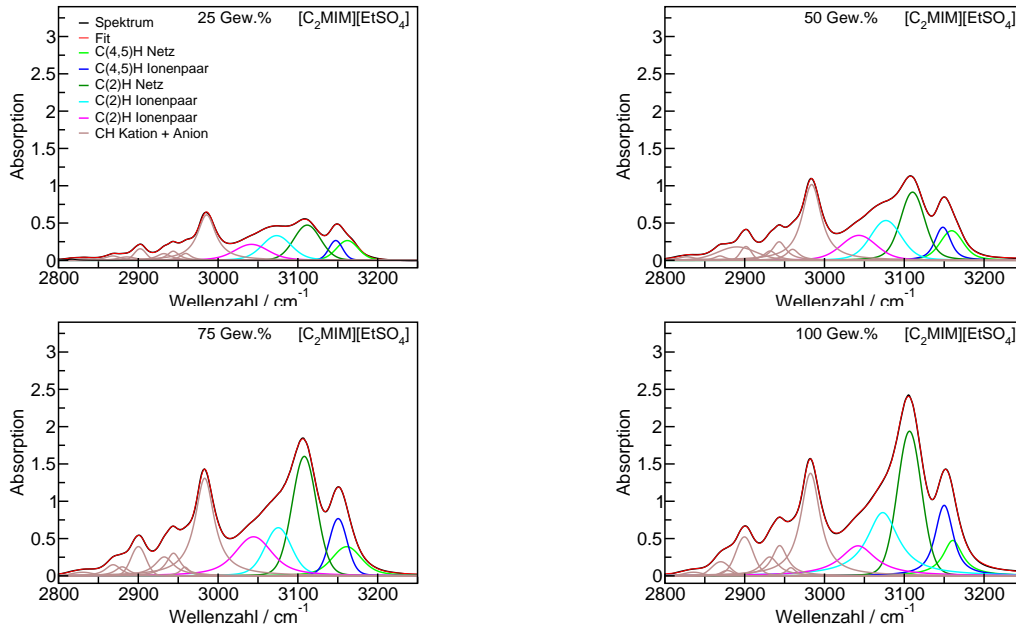 25 Gew.% [C₂MIM][EtSO₄]
Spektrum
Fit
C(4,5)H Netz
C(4,5)H Ionenpaar
C(2)H Netz
C(2)H Ionenpaar
C(2)H Ionenpaar
CH Kation + Anion
Absorption
3
2.5
2
1.5
1
0.5
0
2800 2900 3000 3100 3200
Wellenzahl / cm⁻¹
50 Gew.% [C₂MIM][EtSO₄]
Absorption
3
2.5
2
1.5
1
0.5
0
2800 2900 3000 3100 3200
Wellenzahl / cm⁻¹
75 Gew.% [C₂MIM][EtSO₄]
Absorption
3
2.5
2
1.5
1
0.5
0
2800 2900 3000 3100 3200
Wellenzahl / cm⁻¹
100 Gew.% [C₂MIM][EtSO₄]
Absorption
3
2.5
2
1.5
1
0.5
0
2800 2900 3000 3100 3200
Wellenzahl / cm⁻¹